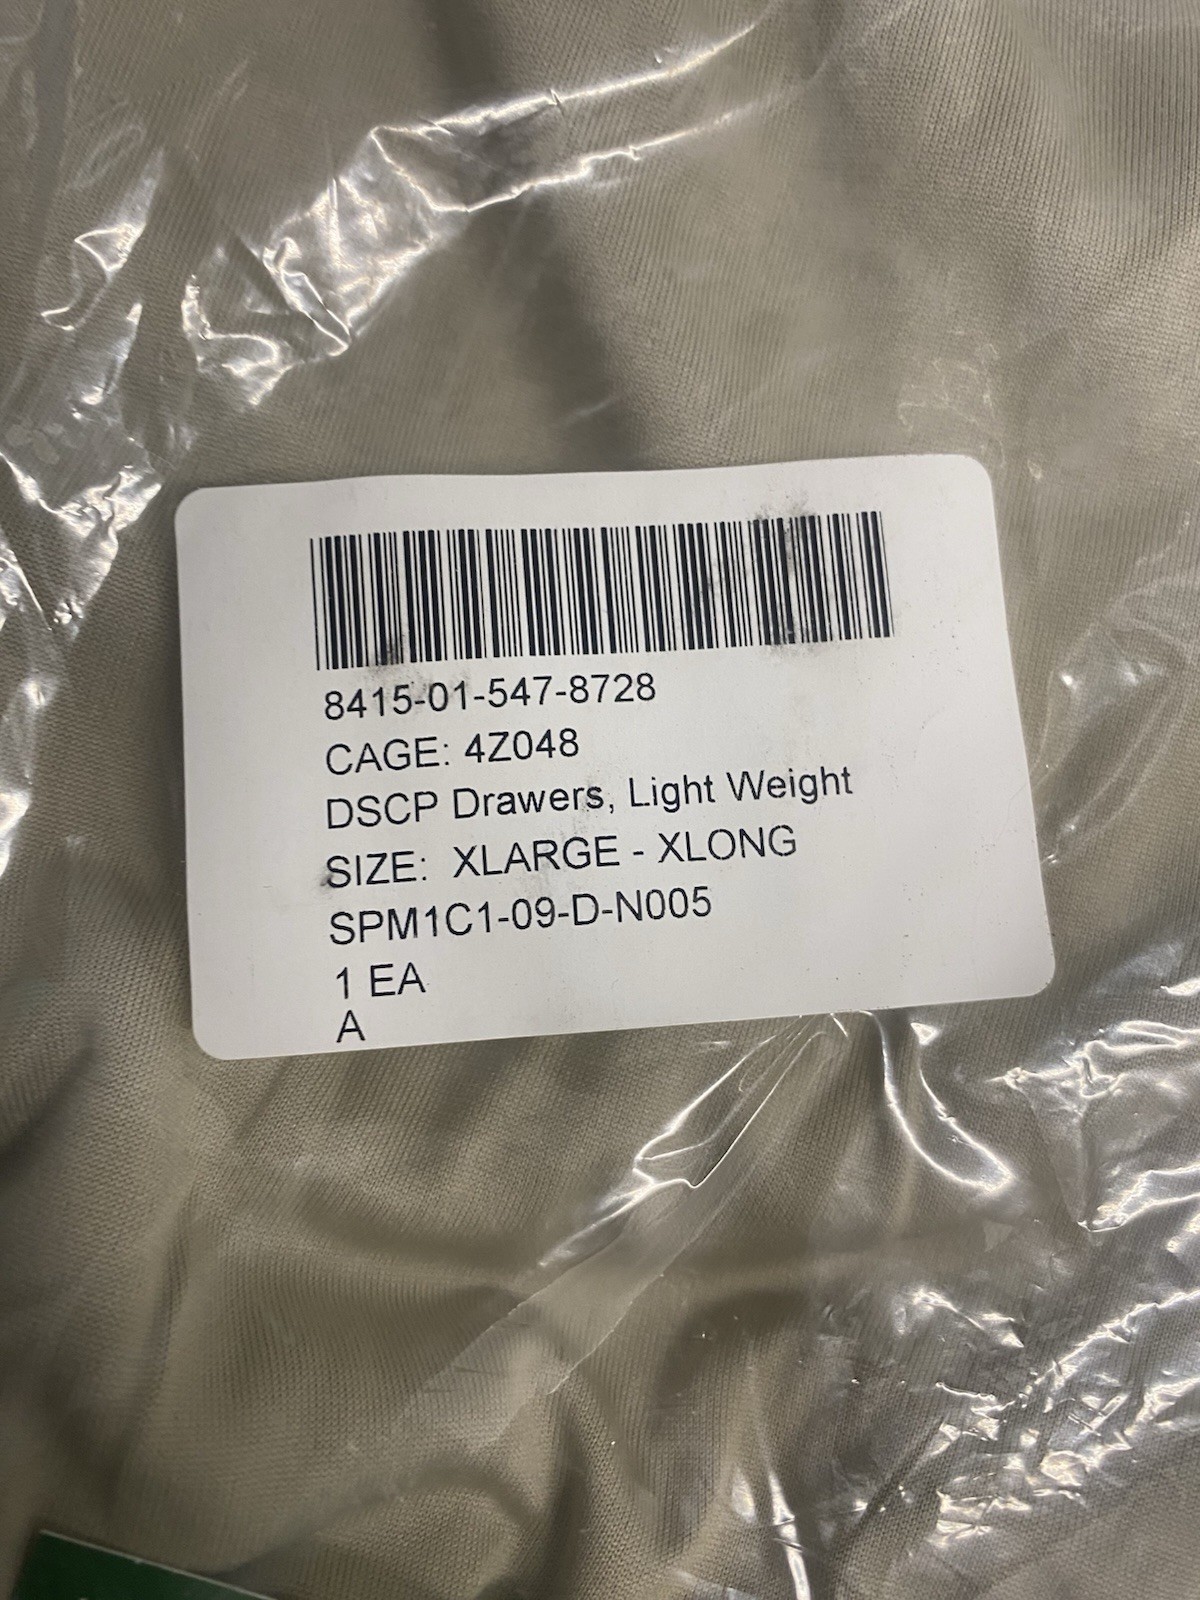 8415-01-547-8728
CAGE: 4Z048
DSCP Drawers, Light Weight
SIZE: XLARGE - XLONG
SPM1C1-09-D-N005
1 EA
A